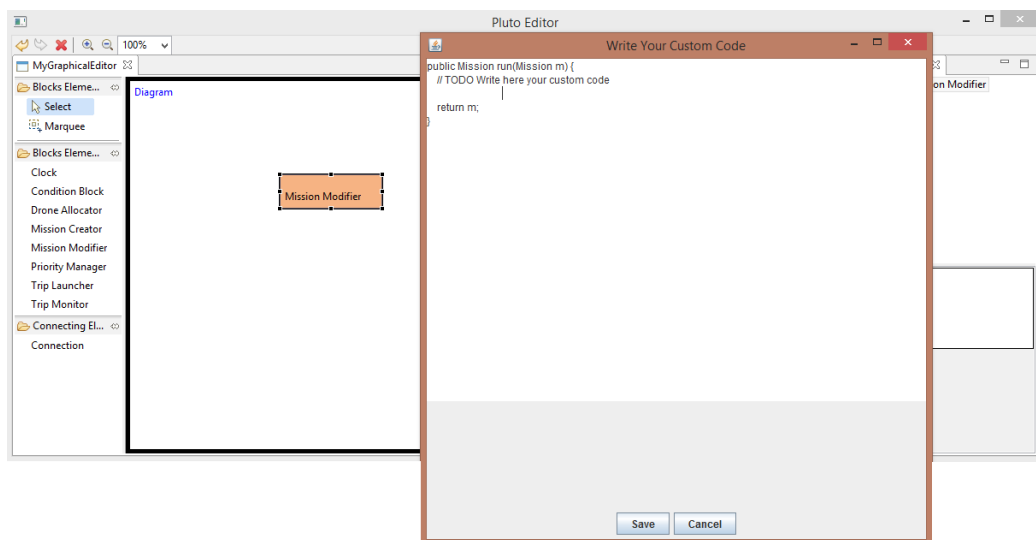 Pluto Editor
100%
MyGraphicalEditor
Blocks Eleme...
Select
Marquee
Blocks Eleme...
Clock
Condition Block
Drone Allocator
Mission Creator
Mission Modifier
Priority Manager
Trip Launcher
Trip Monitor
Connecting El...
Connection
Diagram
Mission Modifier
Write Your Custom Code
public Mission run(Mission m) {
// TODO Write here your custom code
return m;
}
Save Cancel
on Modifier